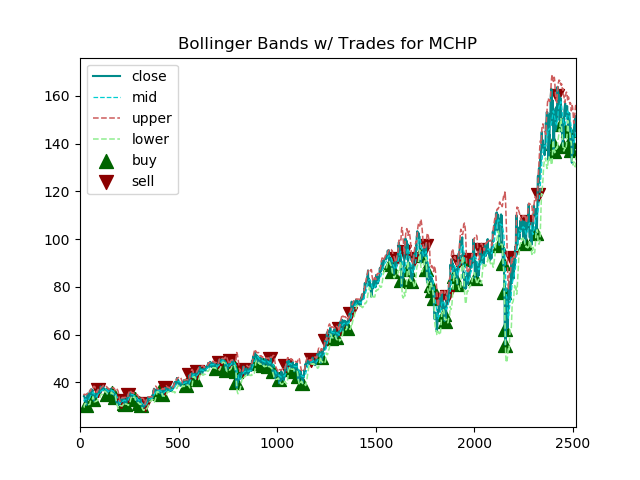 Bollinger Bands w/ Trades for MCHP
close
mid
upper
lower
buy
sell
160
140
120
100
80
60
40
0 500 1000 1500 2000 2500